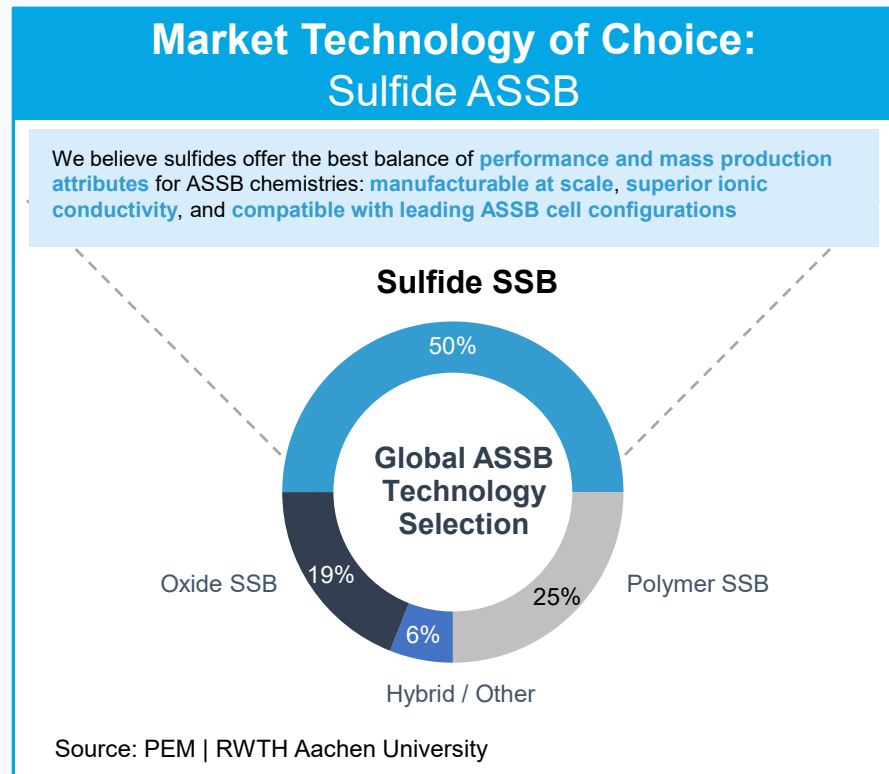 Market Technology of Choice:
Sulfide ASSB
We believe sulfides offer the best balance of performance and mass production
attributes for ASSB chemistries: manufacturable at scale, superior ionic
conductivity, and compatible with leading ASSB cell configurations
Sulfide SSB
50%
Global ASSB
Technology
Selection
19%
Oxide SSB
25%
Polymer SSB
6%
Hybrid / Other
Source: PEM | RWTH Aachen University